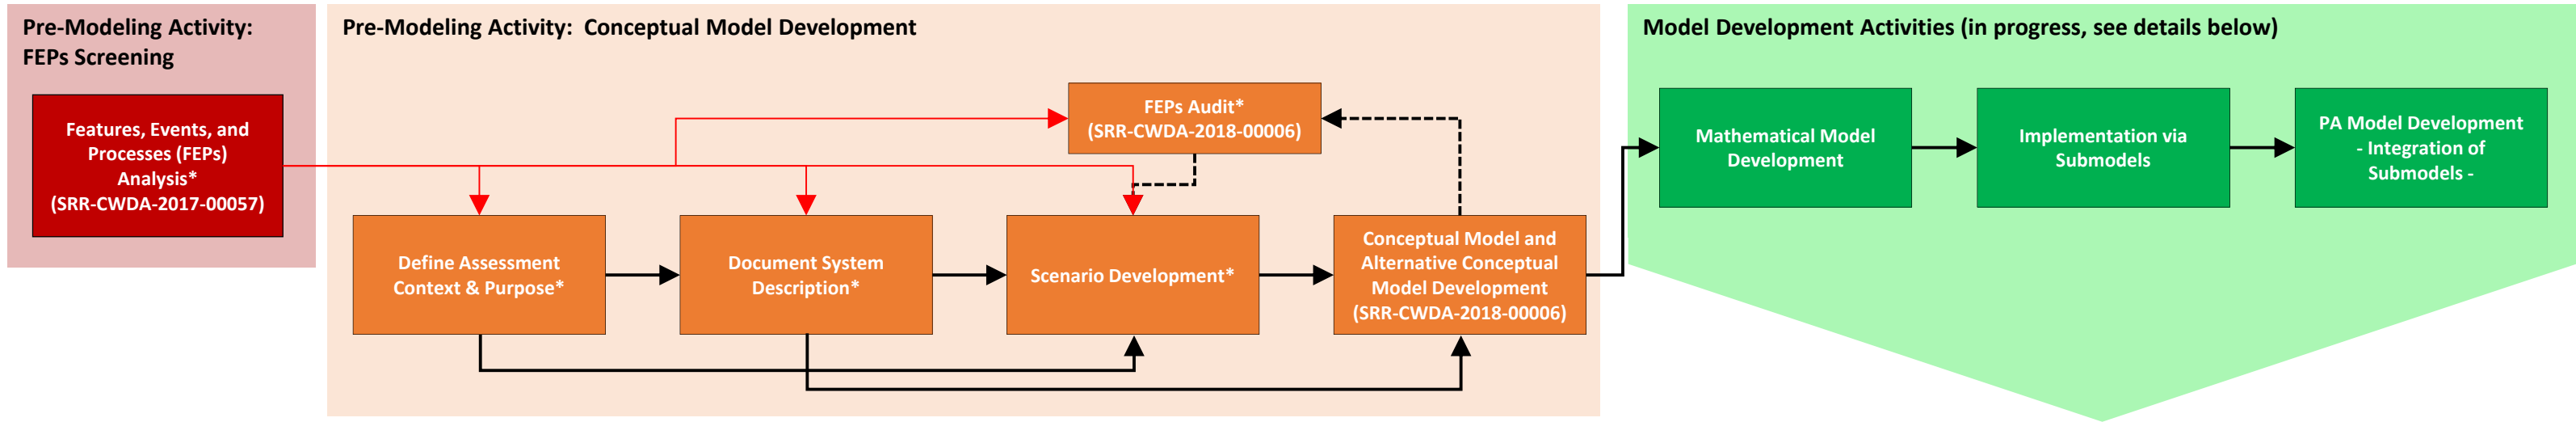 Pre-Modeling Activity:
FEPs Screening
Features, Events, and
Processes (FEPs)
Analysis*
(SRR-CWDA-2017-00057)
Pre-Modeling Activity:  Conceptual Model Development
FEPs Audit*
(SRR-CWDA-2018-00006)
Define Assessment
Context & Purpose*
Document System
Description*
Scenario Development*
Conceptual Model and
Alternative Conceptual
Model Development
(SRR-CWDA-2018-00006)
Model Development Activities (in progress, see details below)
Mathematical Model
Development
Implementation via
Submodels
PA Model Development
- Integration of
Submodels -